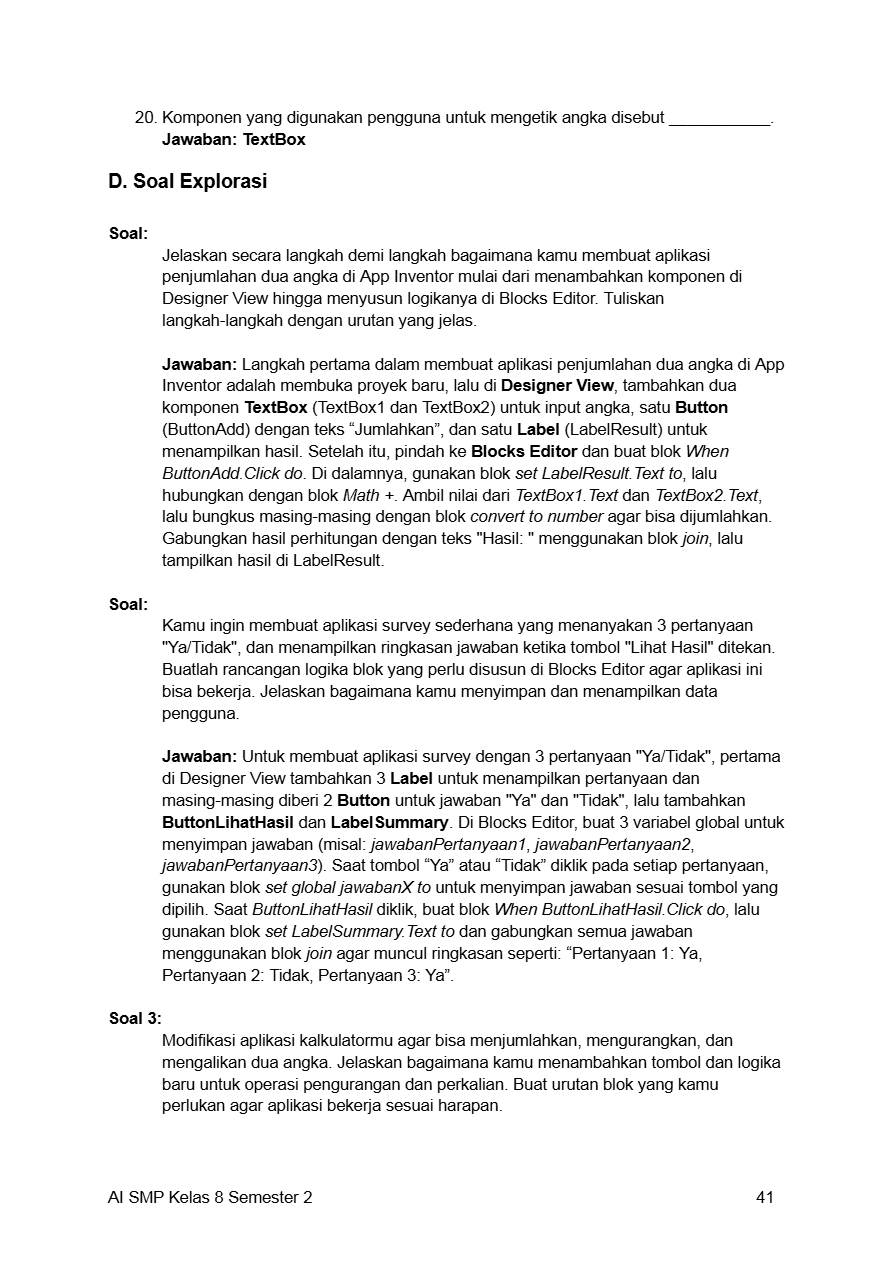 20. Komponen yang digunakan pengguna untuk mengetik angka disebut ___________.
Jawaban: TextBox
D. Soal Explorasi
Soal:
Jelaskan secara langkah demi langkah bagaimana kamu membuat aplikasi
penjumlahan dua angka di App Inventor mulai dari menambahkan komponen di
Designer View hingga menyusun logikanya di Blocks Editor. Tuliskan
langkah-langkah dengan urutan yang jelas.
Jawaban: Langkah pertama dalam membuat aplikasi penjumlahan dua angka di App
Inventor adalah membuka proyek baru, lalu di Designer View, tambahkan dua
komponen TextBox (TextBox1 dan TextBox2) untuk input angka, satu Button
(ButtonAdd) dengan teks “Jumlahkan”, dan satu Label (LabelResult) untuk
menampilkan hasil. Setelah itu, pindah ke Blocks Editor dan buat blok When
ButtonAdd.Click do. Di dalamnya, gunakan blok set LabelResult.Text to, lalu
hubungkan dengan blok Math +. Ambil nilai dari TextBox1.Text dan TextBox2.Text,
lalu bungkus masing-masing dengan blok convert to number agar bisa dijumlahkan.
Gabungkan hasil perhitungan dengan teks "Hasil: " menggunakan blok join, lalu
tampilkan hasil di LabelResult.
Soal:
Kamu ingin membuat aplikasi survey sederhana yang menanyakan 3 pertanyaan
"Ya/Tidak", dan menampilkan ringkasan jawaban ketika tombol "Lihat Hasil" ditekan.
Buatlah rancangan logika blok yang perlu disusun di Blocks Editor agar aplikasi ini
bisa bekerja. Jelaskan bagaimana kamu menyimpan dan menampilkan data
pengguna.
Jawaban: Untuk membuat aplikasi survey dengan 3 pertanyaan "Ya/Tidak", pertama
di Designer View tambahkan 3 Label untuk menampilkan pertanyaan dan
masing-masing diberi 2 Button untuk jawaban "Ya" dan "Tidak", lalu tambahkan
ButtonLihatHasil dan LabelSummary. Di Blocks Editor, buat 3 variabel global untuk
menyimpan jawaban (misal: jawabanPertanyaan1, jawabanPertanyaan2,
jawabanPertanyaan3). Saat tombol “Ya” atau “Tidak” diklik pada setiap pertanyaan,
gunakan blok set global jawabanX to untuk menyimpan jawaban sesuai tombol yang
dipilih. Saat ButtonLihatHasil diklik, buat blok When ButtonLihatHasil.Click do, lalu
gunakan blok set LabelSummary.Text to dan gabungkan semua jawaban
menggunakan blok join agar muncul ringkasan seperti: “Pertanyaan 1: Ya,
Pertanyaan 2: Tidak, Pertanyaan 3: Ya”.
Soal 3:
Modifikasi aplikasi kalkulatormu agar bisa menjumlahkan, mengurangkan, dan
mengalikan dua angka. Jelaskan bagaimana kamu menambahkan tombol dan logika
baru untuk operasi pengurangan dan perkalian. Buat urutan blok yang kamu
perlukan agar aplikasi bekerja sesuai harapan.
AI SMP Kelas 8 Semester 2 41